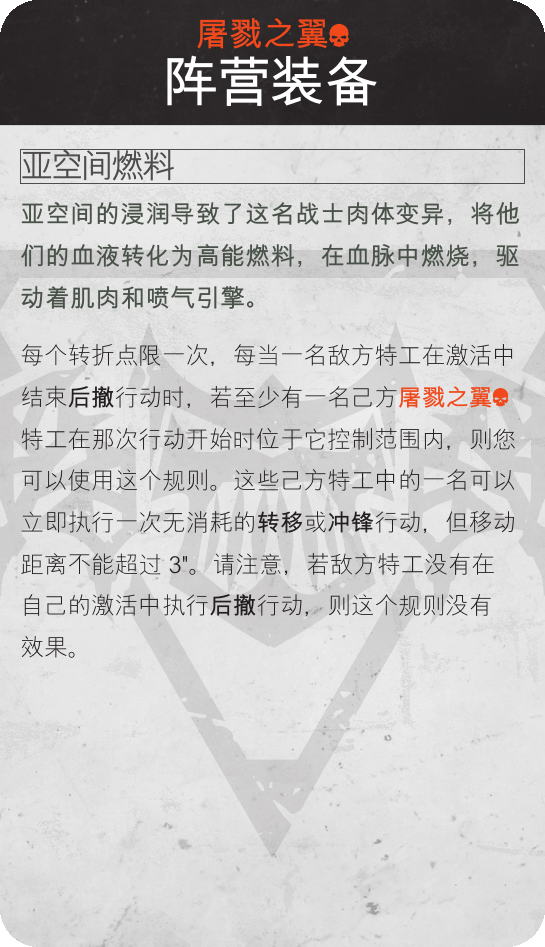 屠戮之翼
阵营装备
亚空间燃料
亚空间的浸润导致了这名战士肉体变异，将他
们的血液转化为高能燃料，在血脉中燃烧，驱
动着肌肉和喷气引擎。
每个转折点限一次，每当一名敌方特工在激活中
结束后撤行动时，若至少有一名己方屠戮之翼
特工在那次行动开始时位于它控制范围内，则您
可以使用这个规则。这些己方特工中的一名可以
立即执行一次无消耗的转移或冲锋行动，但移动
距离不能超过 3"。请注意，若敌方特工没有在
自己的激活中执行后撤行动，则这个规则没有
效果。